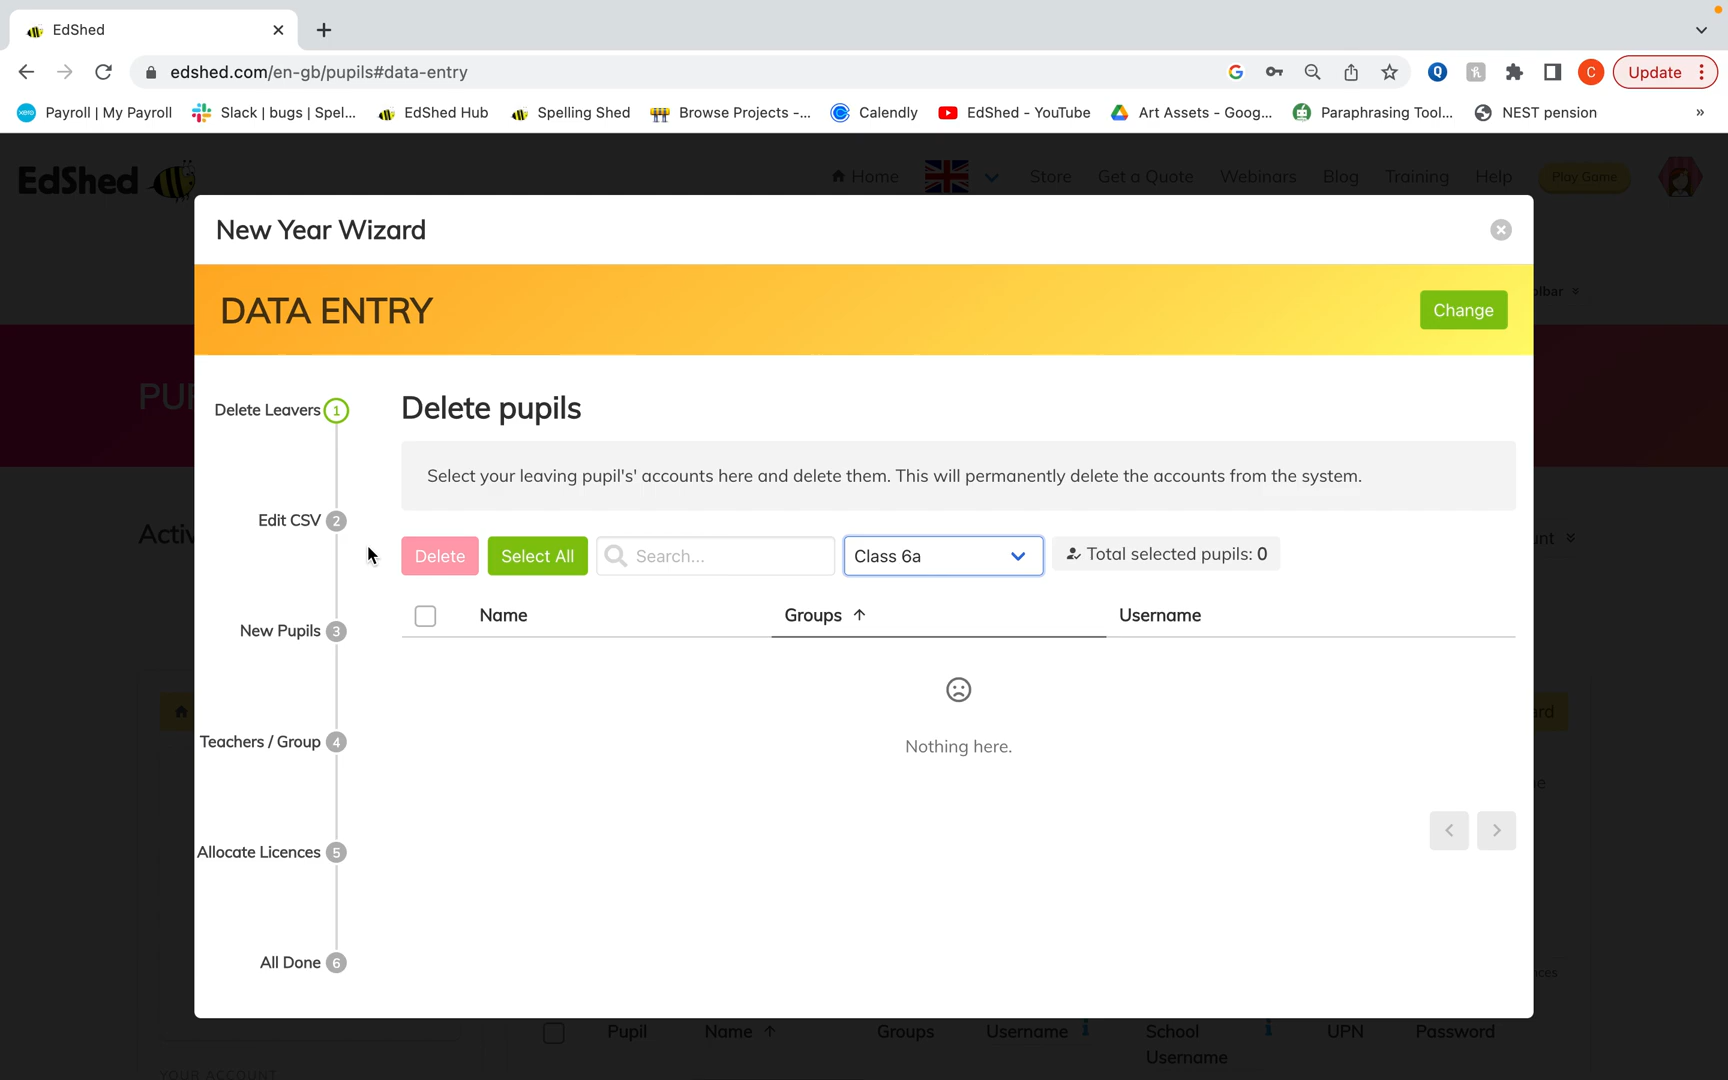 EdShed
edshed.com/en-gb/pupils#data-entry
Q
C
Update
xero
Payroll | My Payroll
Slack | bugs | Spel...
EdShed Hub
Spelling Shed
Browse Projects -...
Calendly
EdShed - YouTube
Art Assets - Goog...
Paraphrasing Tool...
NEST pension
»
EdShed
Home
Store
Get a Quote
Webinars
Blog
Training
Help
Play Game
New Year Wizard
DATA ENTRY
Change
Delete Leavers 1
Edit CSV 2
New Pupils 3
Teachers / Group 4
Allocate Licences 5
All Done 6
Delete pupils
Select your leaving pupil's' accounts here and delete them. This will permanently delete the accounts from the system.
Delete
Select All
Search...
Class 6a
Total selected pupils: 0
Name
Groups
Username
Nothing here.
Pupil
Name
Groups
Username
School
Username
UPN
Password
YOUR ACCOUNT